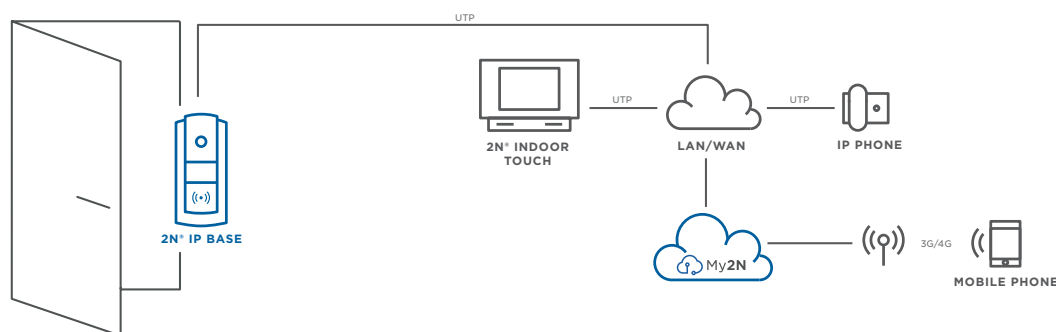 UTP
UTP
UTP
2N® INDOOR
TOUCH
LAN/WAN
IP PHONE
2N® IP BASE
My2N
3G/4G
MOBILE PHONE